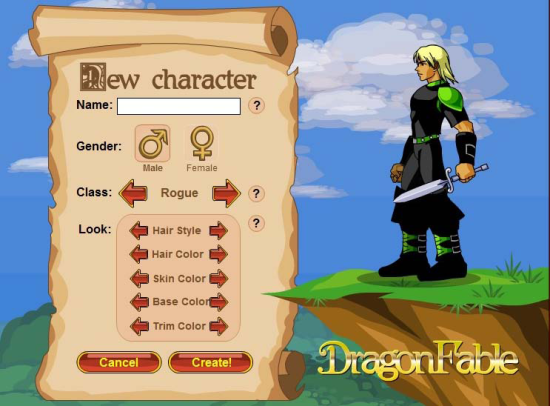 New character
Name: ?
Gender:
Male Female
Class: Rogue ?
Look: ?
Hair Style
Hair Color
Skin Color
Base Color
Trim Color
Cancel Create!
DragonFable